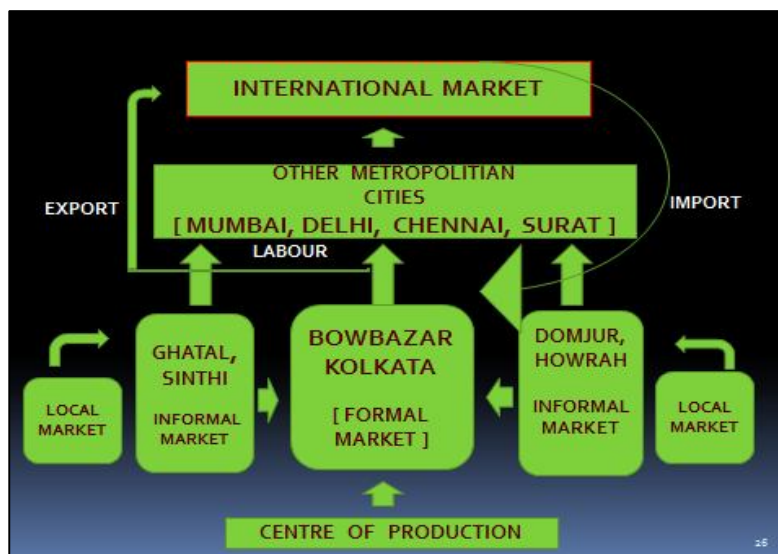 INTERNATIONAL MARKET
OTHER METROPOLITIAN
CITIES
[ MUMBAI, DELHI, CHENNAI, SURAT ]
EXPORT
IMPORT
LABOUR
LOCAL
MARKET
GHATAL,
SINTHI
INFORMAL
MARKET
BOWBAZAR
KOLKATA
[ FORMAL
MARKET ]
DOMJUR,
HOWRAH
INFORMAL
MARKET
LOCAL
MARKET
CENTRE OF PRODUCTION
26